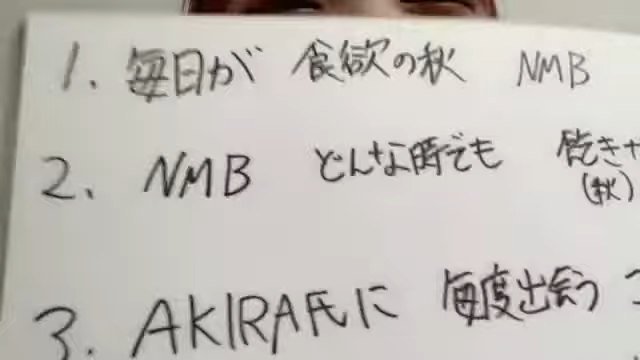 1. 毎日が 食欲の秋 NMB
2、 NMB どんな時でも 飽きサ
(秋)
3. AKIRA氏に 毎度出会う